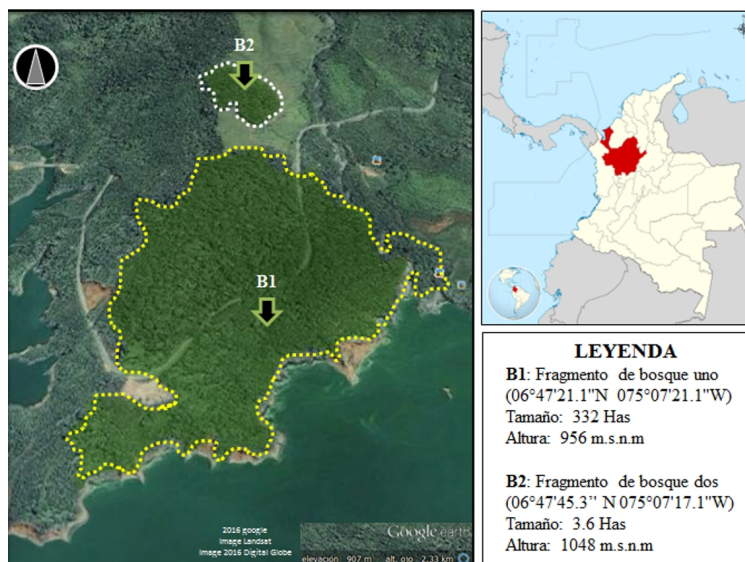 B2
B1
2016 google
Image Landsat
Image 2016 Digital Globe
Google earth
elevación 907 m alt. ojo 2.33 km
LEYENDA
B1: Fragmento de bosque uno
(06°47'21.1"N 075°07'21.1"W)
Tamaño: 332 Has
Altura: 956 m.s.n.m
B2: Fragmento de bosque dos
(06°47'45.3’’ N 075°07'17.1"W)
Tamaño: 3.6 Has
Altura: 1048 m.s.n.m